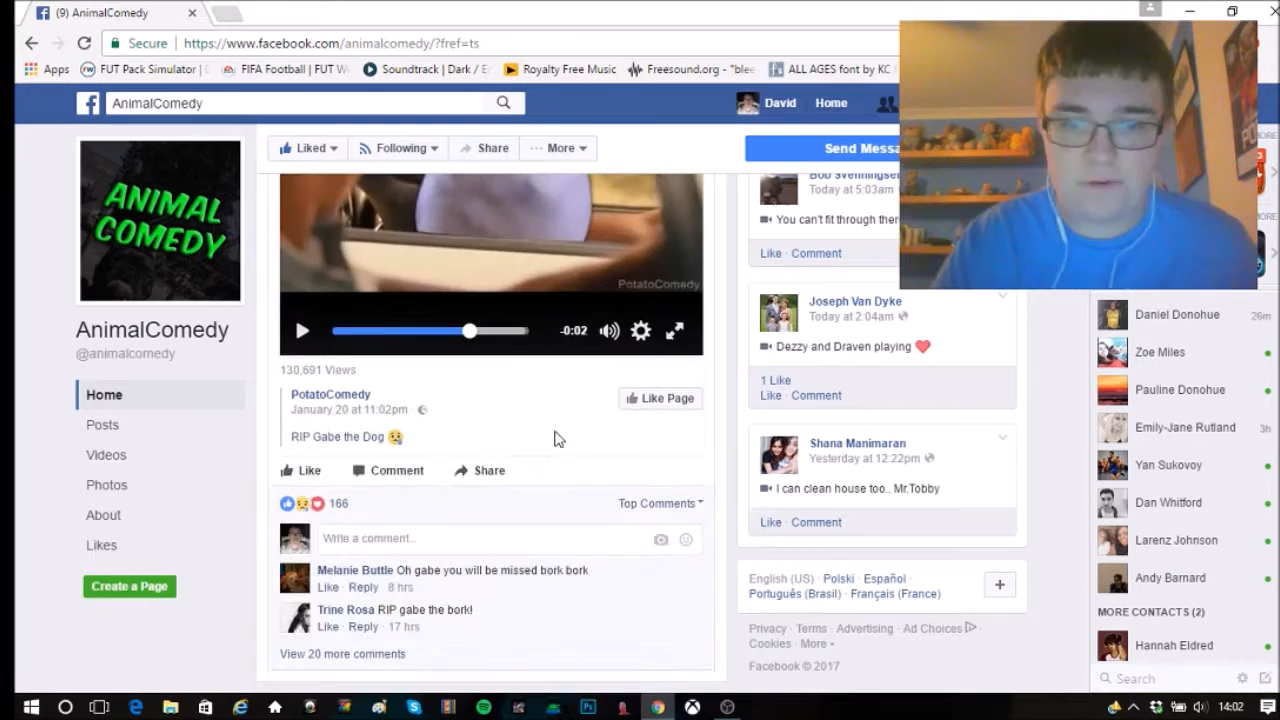 (9) AnimalComedy
Secure
https://www.facebook.com/animalcomedy/?fref=ts
Apps
FUT Pack Simulator |
FIFA Football | FUT W
Soundtrack | Dark / E
Royalty Free Music
Freesound.org - "blee
ALL AGES font by KC
AnimalComedy
David
Home
ANIMAL
COMEDY
AnimalComedy
@animalcomedy
Home
Posts
Videos
Photos
About
Likes
Create a Page
Liked
Following
Share
More
Send Messa
PotatoComedy
-0:02
130,691 Views
PotatoComedy
January 20 at 11:02pm
Like Page
RIP Gabe the Dog
Like
Comment
Share
166
Top Comments
Write a comment...
Melanie Buttle Oh gabe you will be missed bork bork
Like · Reply · 8 hrs
Trine Rosa RIP gabe the bork!
Like · Reply · 17 hrs
View 20 more comments
Bob Svenningsen
Today at 5:03am
You can't fit through ther
Like · Comment
Joseph Van Dyke
Today at 2:04am
Dezzy and Draven playing
1 Like
Like · Comment
Shana Manimaran
Yesterday at 12:22pm
I can clean house too.. Mr.Tobby
Like · Comment
English (US) · Polski · Español ·
Português (Brasil) · Français (France)
Privacy · Terms · Advertising · Ad Choices
Cookies · More
Facebook © 2017
MORE
MORE
Daniel Donohue
26m
Zoe Miles
Pauline Donohue
Emily-Jane Rutland
3h
Yan Sukovoy
Dan Whitford
Larenz Johnson
Andy Barnard
MORE CONTACTS (2)
Hannah Eldred
Search
14:02